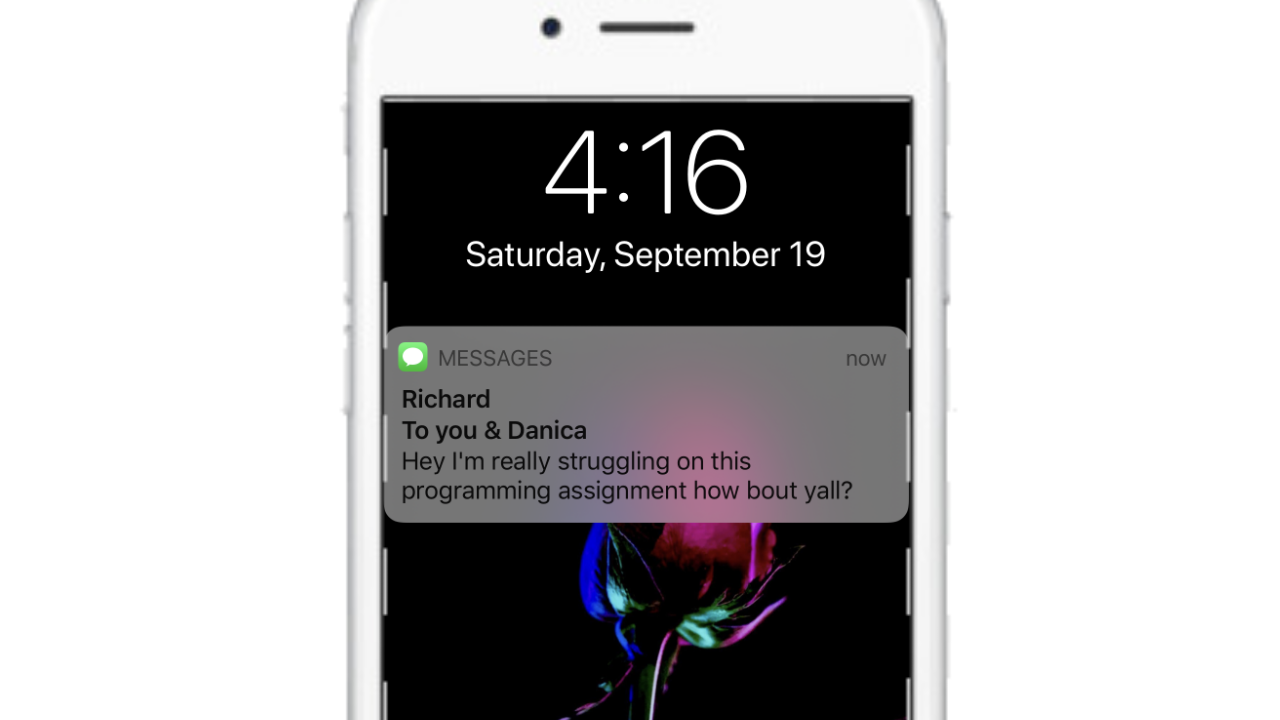 4:16
Saturday, September 19
MESSAGES now
Richard
To you & Danica
Hey I'm really struggling on this
programming assignment how bout yall?